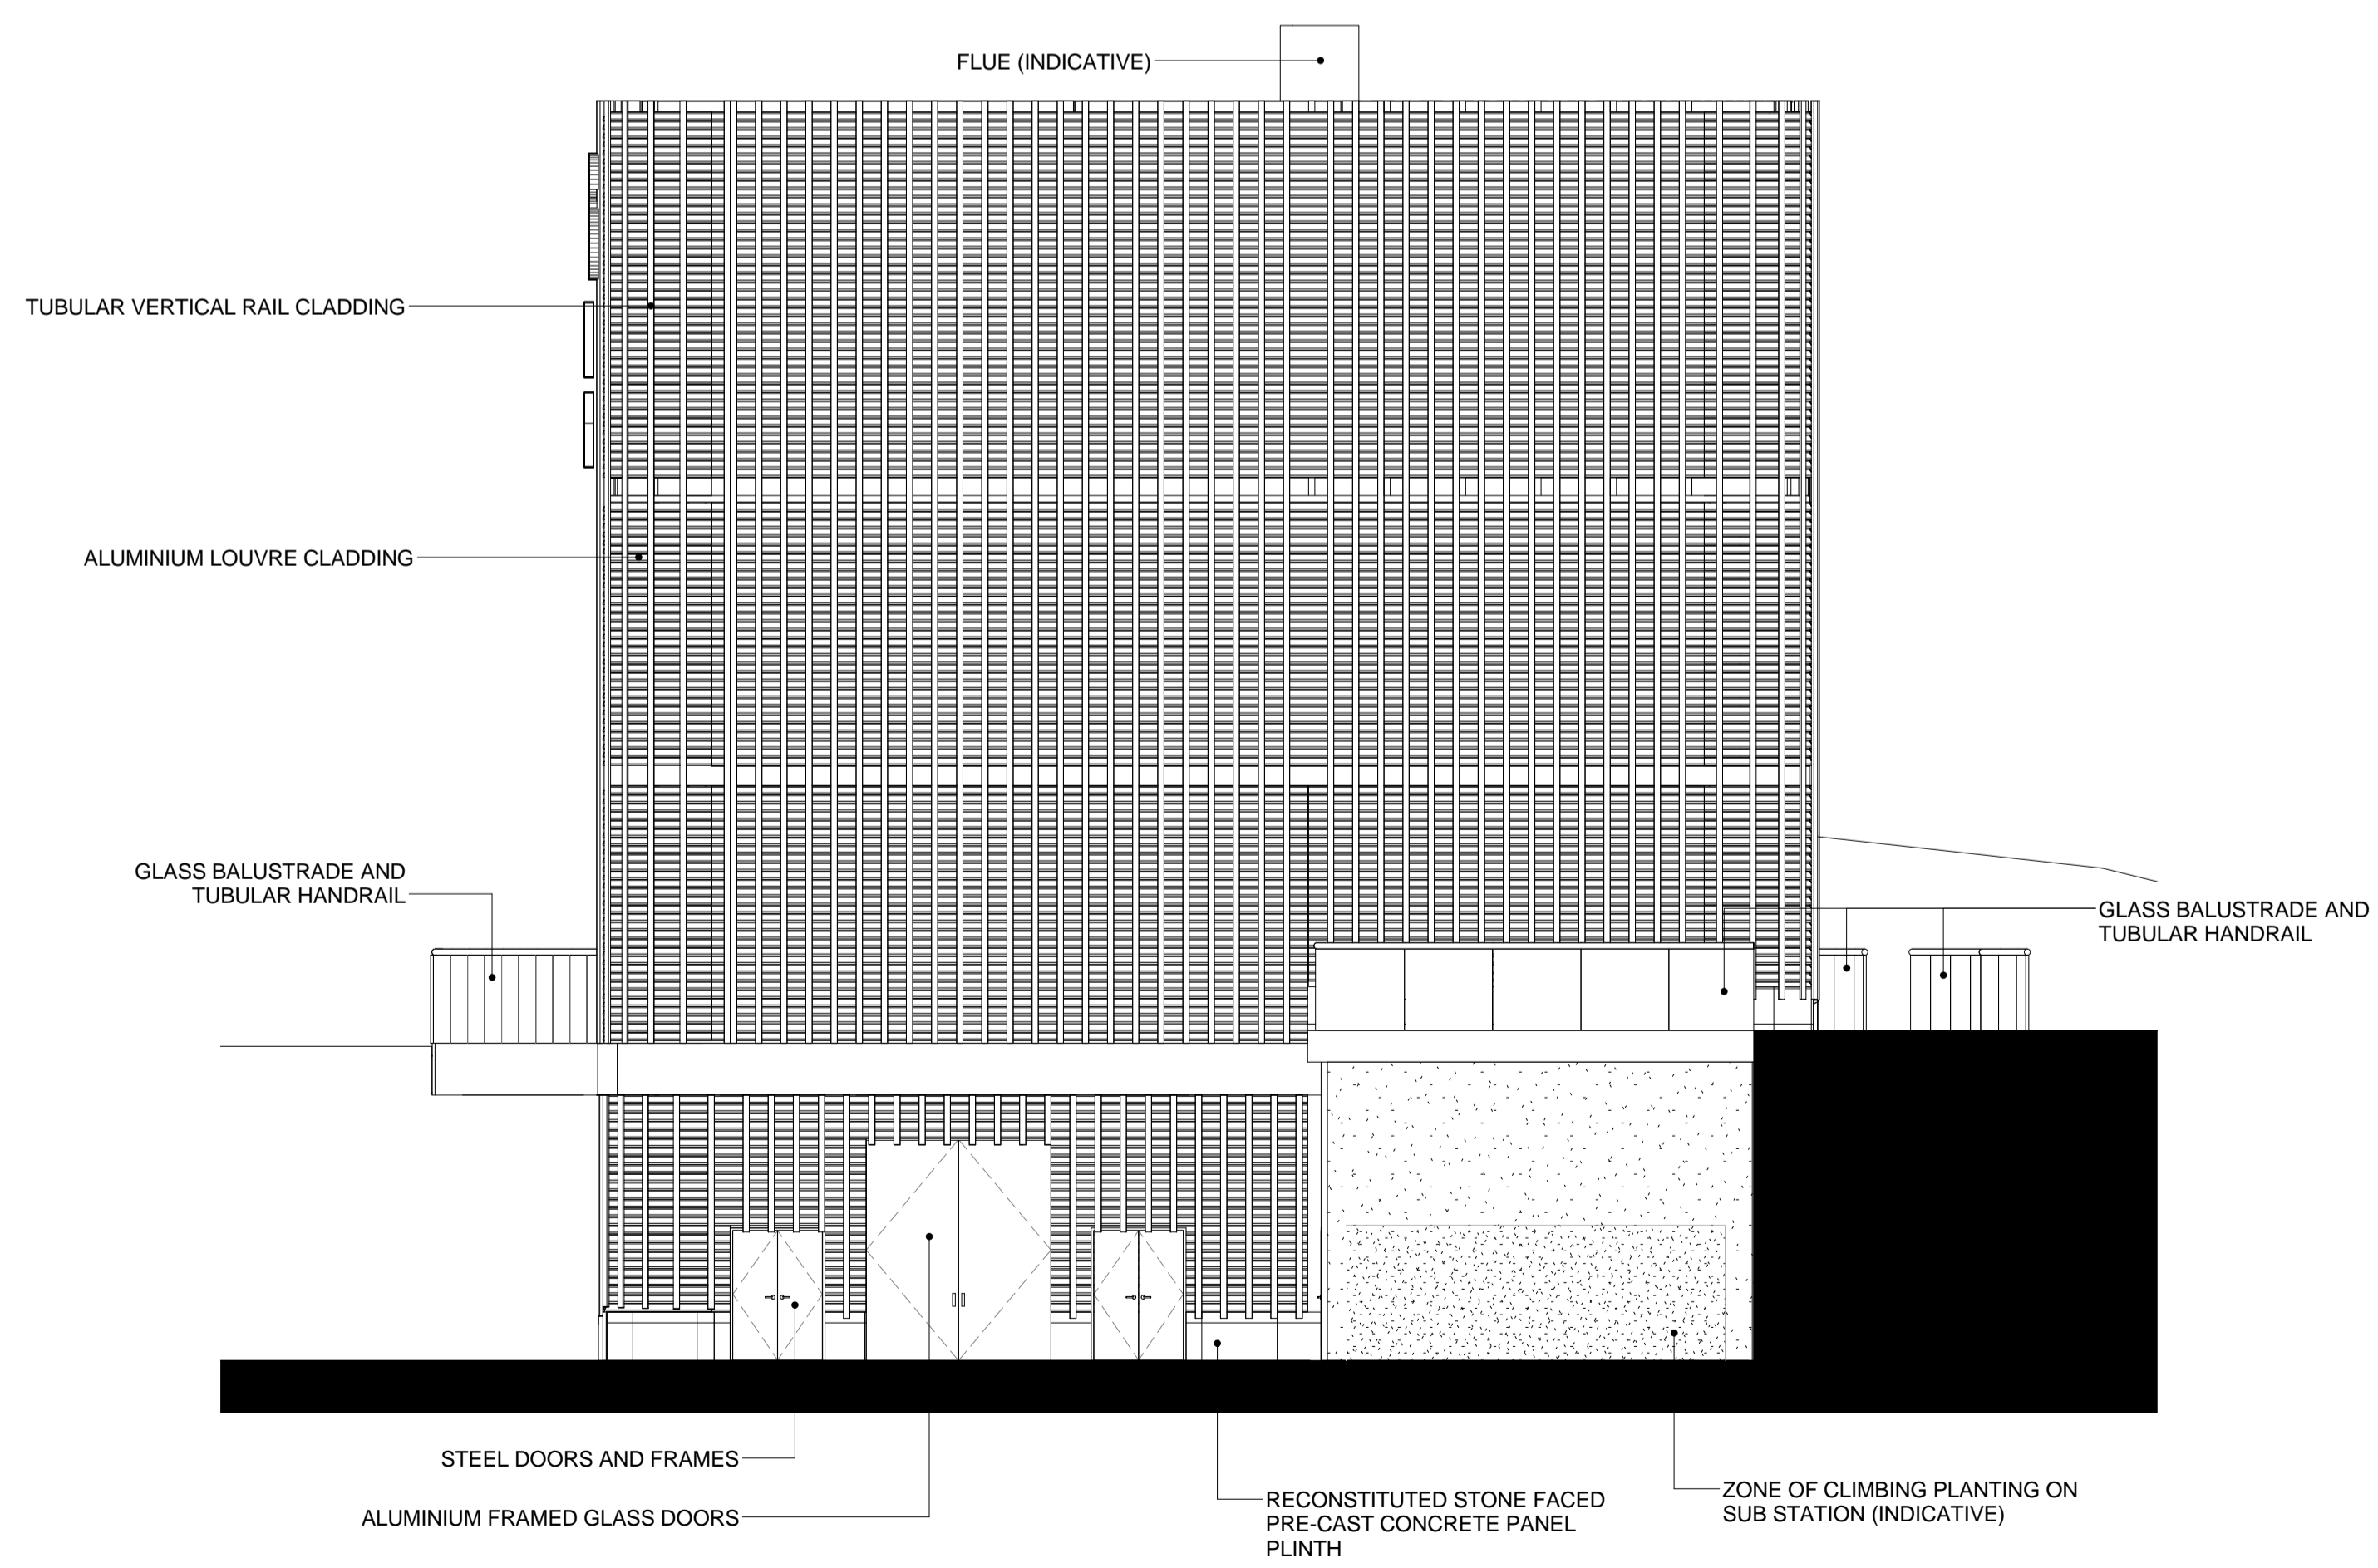 FLUE (INDICATIVE)
TUBULAR VERTICAL RAIL CLADDING
ALUMINIUM LOUVRE CLADDING
GLASS BALUSTRADE AND
TUBULAR HANDRAIL
GLASS BALUSTRADE AND
TUBULAR HANDRAIL
STEEL DOORS AND FRAMES
ALUMINIUM FRAMED GLASS DOORS
RECONSTITUTED STONE FACED
PRE-CAST CONCRETE PANEL
PLINTH
ZONE OF CLIMBING PLANTING ON
SUB STATION (INDICATIVE)